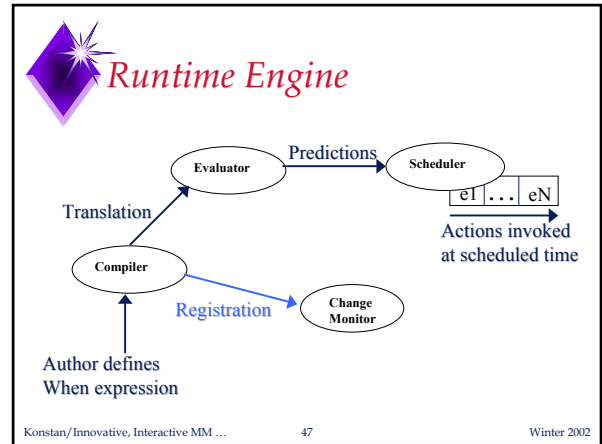 Runtime Engine
Evaluator
Predictions
Scheduler
e1 ... eN
Translation
Actions invoked
at scheduled time
Compiler
Registration
Change
Monitor
Author defines
When expression
Konstan/Innovative, Interactive MM ...
47
Winter 2002